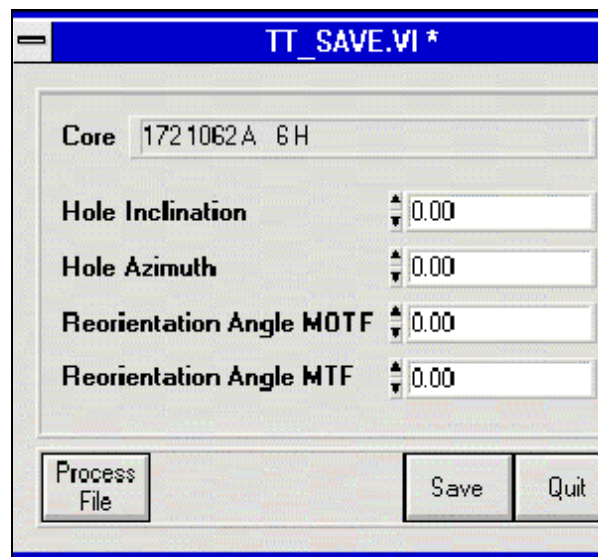 TT_SAVE.VI *
Core 172 1062 A 6 H
Hole Inclination 0.00
Hole Azimuth 0.00
Reorientation Angle MOTF 0.00
Reorientation Angle MTF 0.00
Process
File
Save
Quit